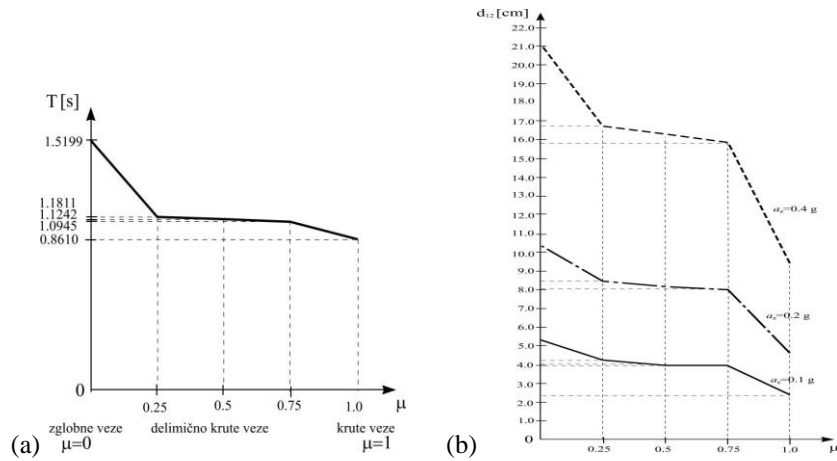 T [s]
1.5199
1.1811
1.1242
1.0945
0.8610
0
0.25
0.5
0.75
1.0
μ
zglobne veze
μ=0
delimično krute veze
krute veze
μ=1
(a)
d₁₂ [cm]
22.0
21.0
20.0
19.0
18.0
17.0
16.0
15.0
14.0
13.0
12.0
11.0
10.0
9.0
8.0
7.0
6.0
5.0
4.0
3.0
2.0
1.0
0
0.25
0.5
0.75
1.0
μ
=0.4 g
=0.2 g
=0.1 g
(b)